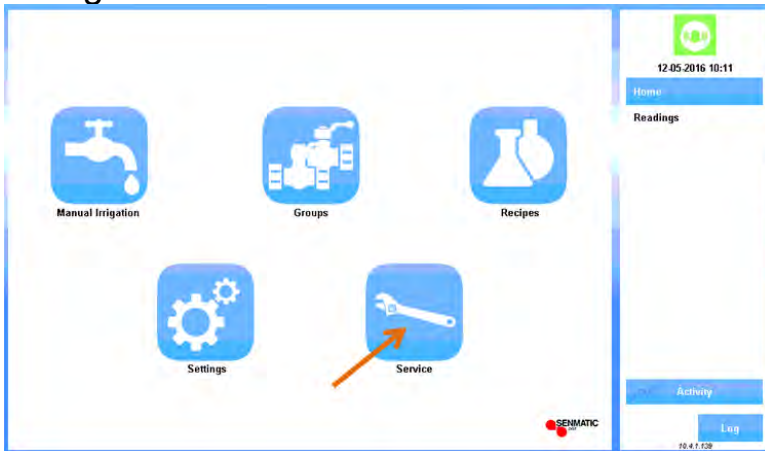 12-05-2016 10:11
Home
Readings
Manual Irrigation
Groups
Recipes
Settings
Service
SENMATIC
Activity
Log
10.4.1.139